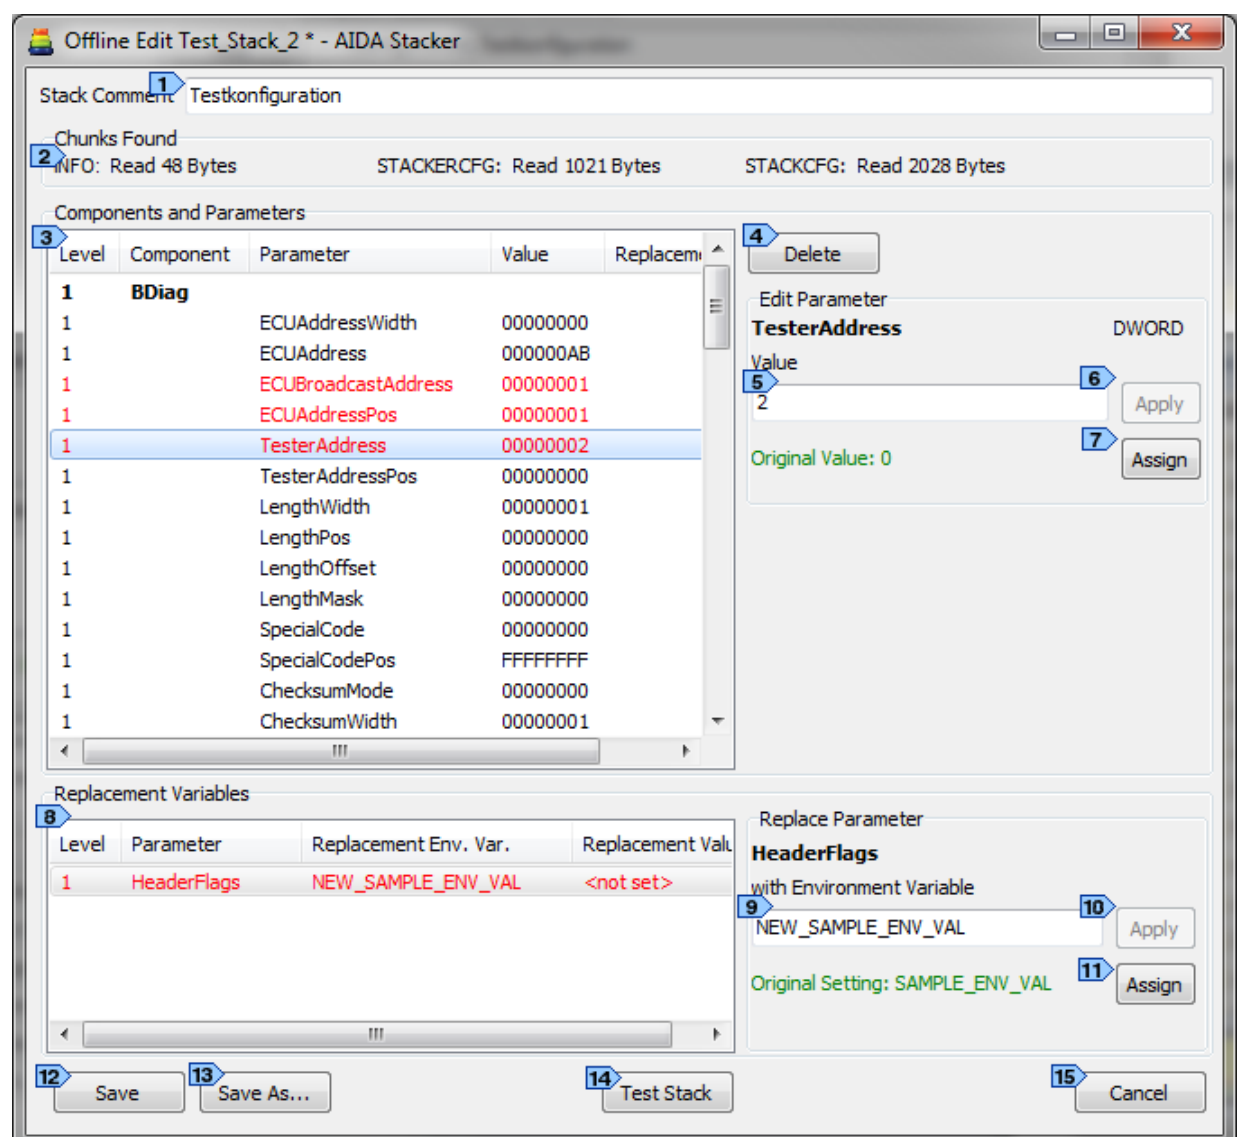 Offline Edit Test_Stack_2 * - AIDA Stacker
1
Stack Comment Testkonfiguration
Chunks Found
2
INFO: Read 48 Bytes STACKERCFG: Read 1021 Bytes STACKCFG: Read 2028 Bytes
Components and Parameters
3
Level Component Parameter Value Replaceme
1 BDiag
1 ECUAddressWidth 00000000
1 ECUAddress 000000AB
1 ECUBroadcastAddress 00000001
1 ECUAddressPos 00000001
1 TesterAddress 00000002
1 TesterAddressPos 00000000
1 LengthWidth 00000001
1 LengthPos 00000000
1 LengthOffset 00000000
1 LengthMask 00000000
1 SpecialCode 00000000
1 SpecialCodePos FFFFFFFF
1 ChecksumMode 00000000
1 ChecksumWidth 00000001
4
Delete
Edit Parameter
TesterAddress DWORD
Value
5 6
2 Apply
7
Original Value: 0 Assign
Replacement Variables
8
Level Parameter Replacement Env. Var. Replacement Valu
1 HeaderFlags NEW_SAMPLE_ENV_VAL <not set>
Replace Parameter
HeaderFlags
with Environment Variable
9 10
NEW_SAMPLE_ENV_VAL Apply
11
Original Setting: SAMPLE_ENV_VAL Assign
12 13 14 15
Save Save As... Test Stack Cancel